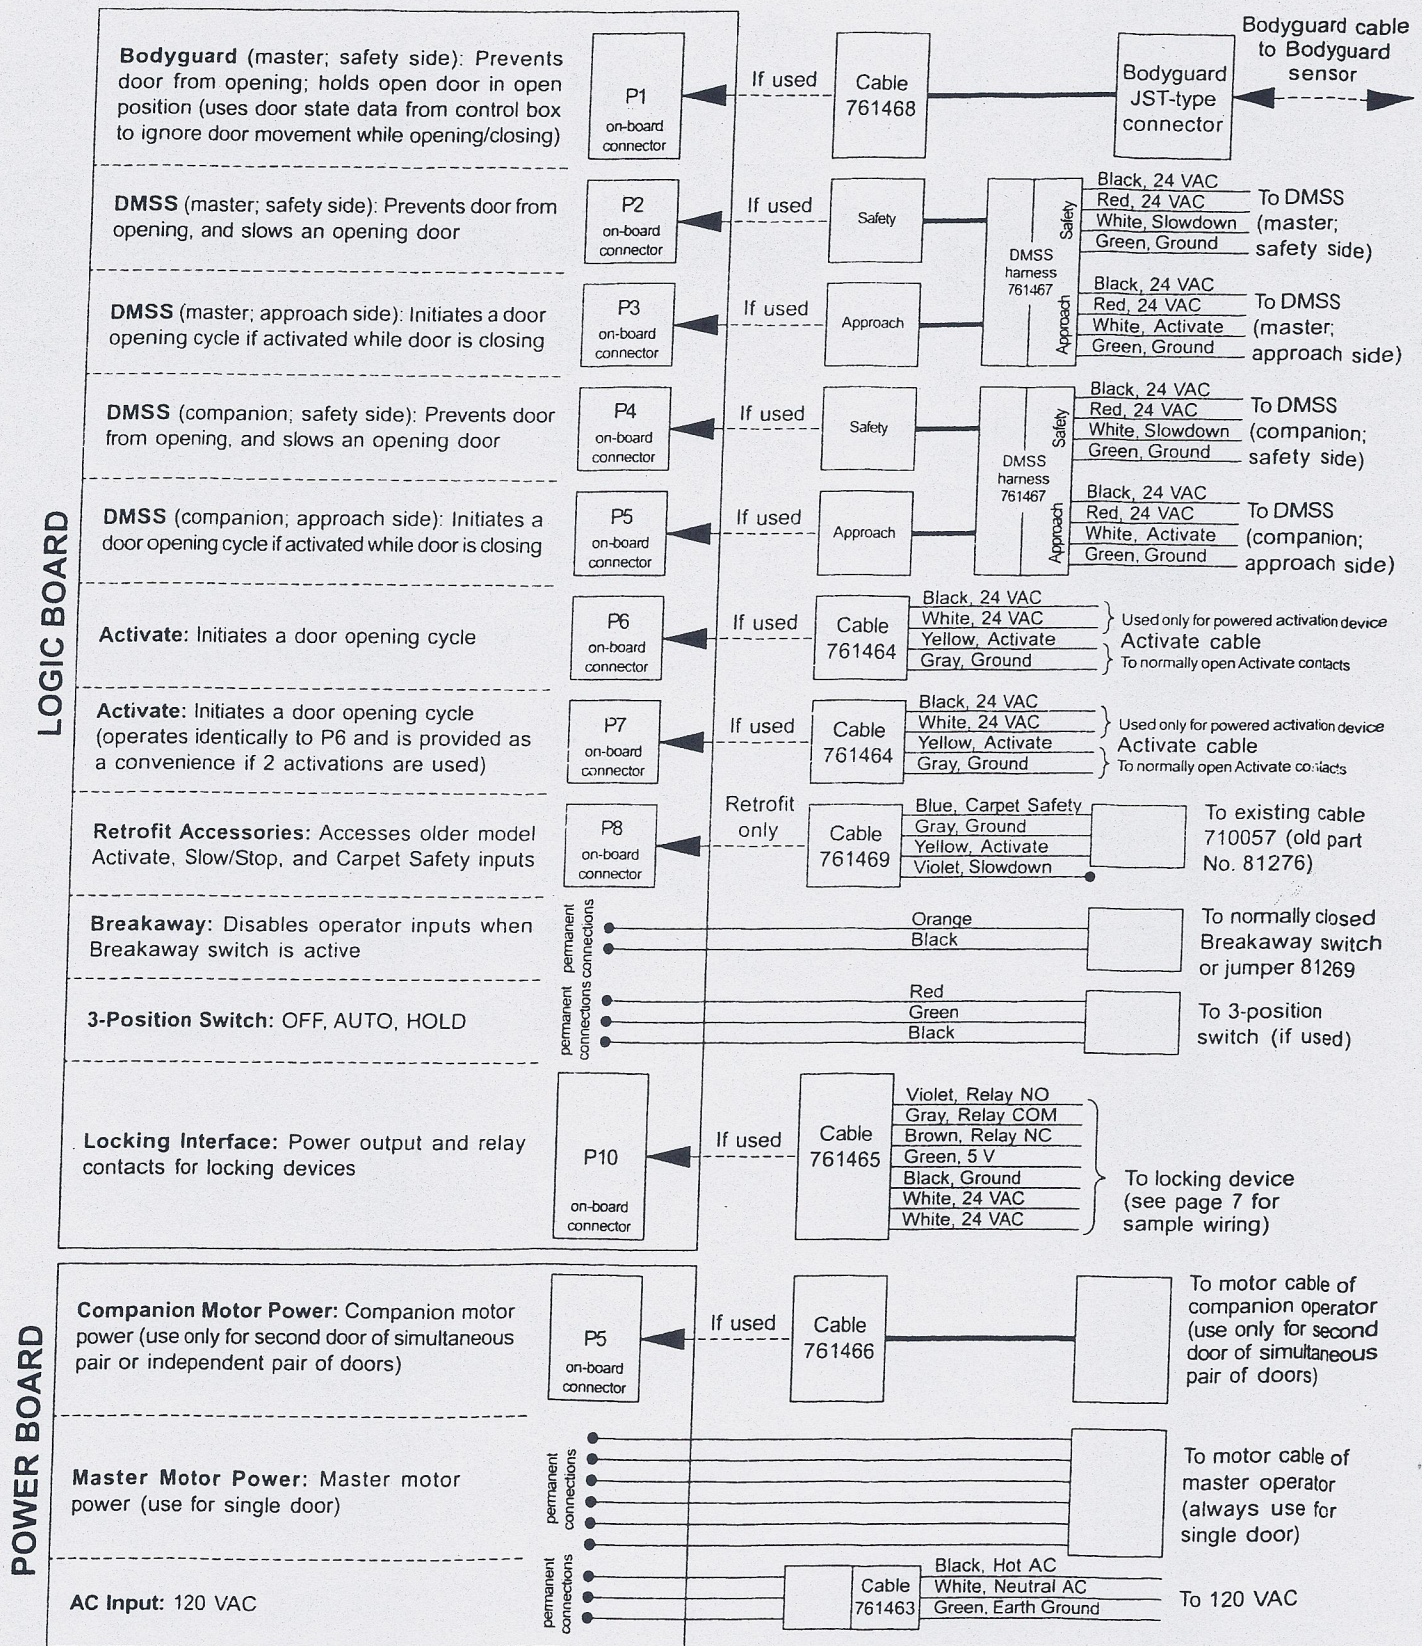 LOGIC BOARD
Bodyguard (master; safety side): Prevents
door from opening; holds open door in open
position (uses door state data from control box
to ignore door movement while opening/closing)
P1
on-board
connector
If used
Cable
761468
Bodyguard
JST-type
connector
Bodyguard cable
to Bodyguard
sensor
DMSS (master; safety side): Prevents door from
opening, and slows an opening door
P2
on-board
connector
If used
Safety
DMSS
harness
761467
Safety
Black, 24 VAC
Red, 24 VAC
White, Slowdown
Green, Ground
To DMSS
(master;
safety side)
DMSS (master; approach side): Initiates a door
opening cycle if activated while door is closing
P3
on-board
connector
If used
Approach
Approach
Black, 24 VAC
Red, 24 VAC
White, Activate
Green, Ground
To DMSS
(master;
approach side)
DMSS (companion; safety side): Prevents door
from opening, and slows an opening door
P4
on-board
connector
If used
Safety
DMSS
harness
761467
Safety
Black, 24 VAC
Red, 24 VAC
White, Slowdown
Green, Ground
To DMSS
(companion;
safety side)
DMSS (companion; approach side): Initiates a
door opening cycle if activated while door is closing
P5
on-board
connector
If used
Approach
Approach
Black, 24 VAC
Red, 24 VAC
White, Activate
Green, Ground
To DMSS
(companion;
approach side)
Activate: Initiates a door opening cycle
P6
on-board
connector
If used
Cable
761464
Black, 24 VAC
White, 24 VAC
Yellow, Activate
Gray, Ground
Used only for powered activation device
Activate cable
To normally open Activate contacts
Activate: Initiates a door opening cycle
(operates identically to P6 and is provided as
a convenience if 2 activations are used)
P7
on-board
connector
If used
Cable
761464
Black, 24 VAC
White, 24 VAC
Yellow, Activate
Gray, Ground
Used only for powered activation device
Activate cable
To normally open Activate contacts
Retrofit Accessories: Accesses older model
Activate, Slow/Stop, and Carpet Safety inputs
P8
on-board
connector
Retrofit
only
Cable
761469
Blue, Carpet Safety
Gray, Ground
Yellow, Activate
Violet, Slowdown
To existing cable
710057 (old part
No. 81276)
Breakaway: Disables operator inputs when
Breakaway switch is active
permanent
connections
Orange
Black
To normally closed
Breakaway switch
or jumper 81269
3-Position Switch: OFF, AUTO, HOLD
permanent
connections
Red
Green
Black
To 3-position
switch (if used)
Locking Interface: Power output and relay
contacts for locking devices
P10
on-board
connector
If used
Cable
761465
Violet, Relay NO
Gray, Relay COM
Brown, Relay NC
Green, 5 V
Black, Ground
White, 24 VAC
White, 24 VAC
To locking device
(see page 7 for
sample wiring)
POWER BOARD
Companion Motor Power: Companion motor
power (use only for second door of simultaneous
pair or independent pair of doors)
P5
on-board
connector
If used
Cable
761466
To motor cable of
companion operator
(use only for second
door of simultaneous
pair of doors)
Master Motor Power: Master motor
power (use for single door)
permanent
connections
To motor cable of
master operator
(always use for
single door)
AC Input: 120 VAC
permanent
connections
Cable
761463
Black, Hot AC
White, Neutral AC
Green, Earth Ground
To 120 VAC